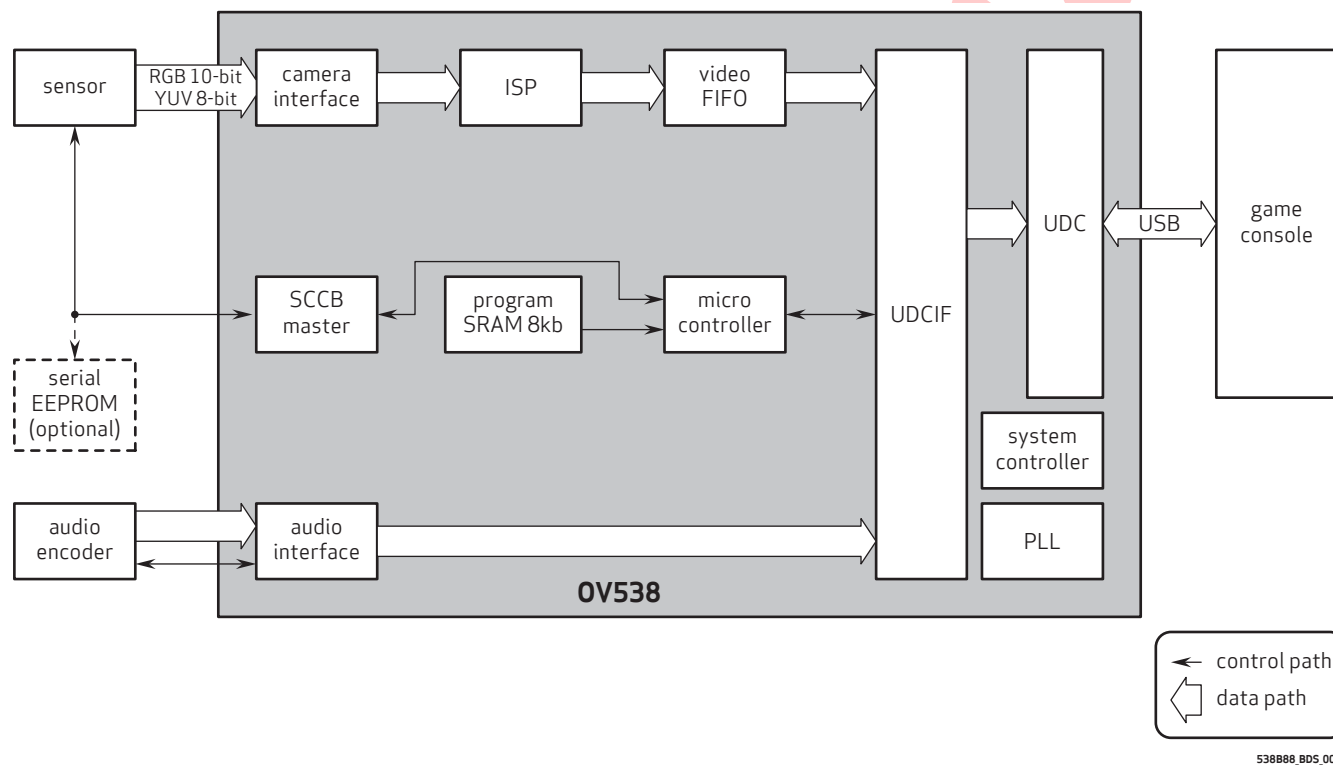 sensor
RGB 10-bit
YUV 8-bit
camera
interface
ISP
video
FIFO
UDCIF
UDC
USB
game
console
SCCB
master
program
SRAM 8kb
micro
controller
serial
EEPROM
(optional)
system
controller
audio
encoder
audio
interface
PLL
OV538
control path
data path
538B88_BDS_00